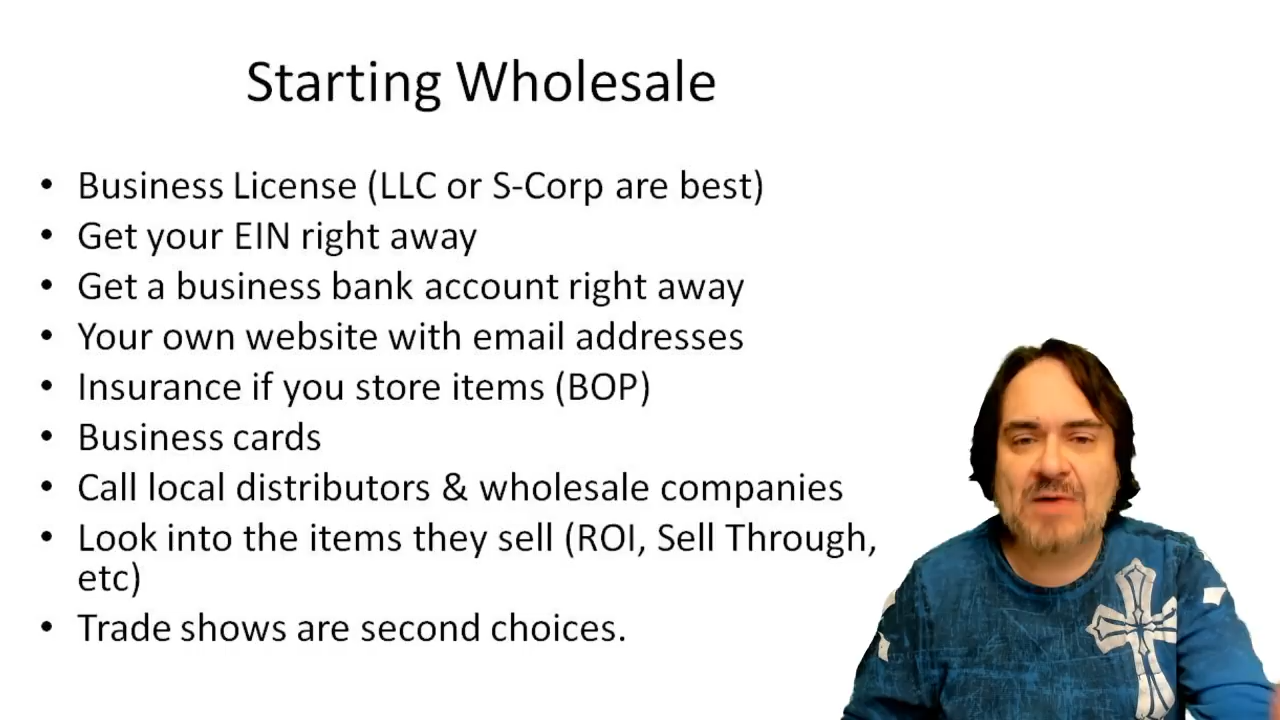 Starting Wholesale
• Business License (LLC or S-Corp are best)
• Get your EIN right away
• Get a business bank account right away
• Your own website with email addresses
• Insurance if you store items (BOP)
• Business cards
• Call local distributors & wholesale companies
• Look into the items they sell (ROI, Sell Through,
etc)
• Trade shows are second choices.